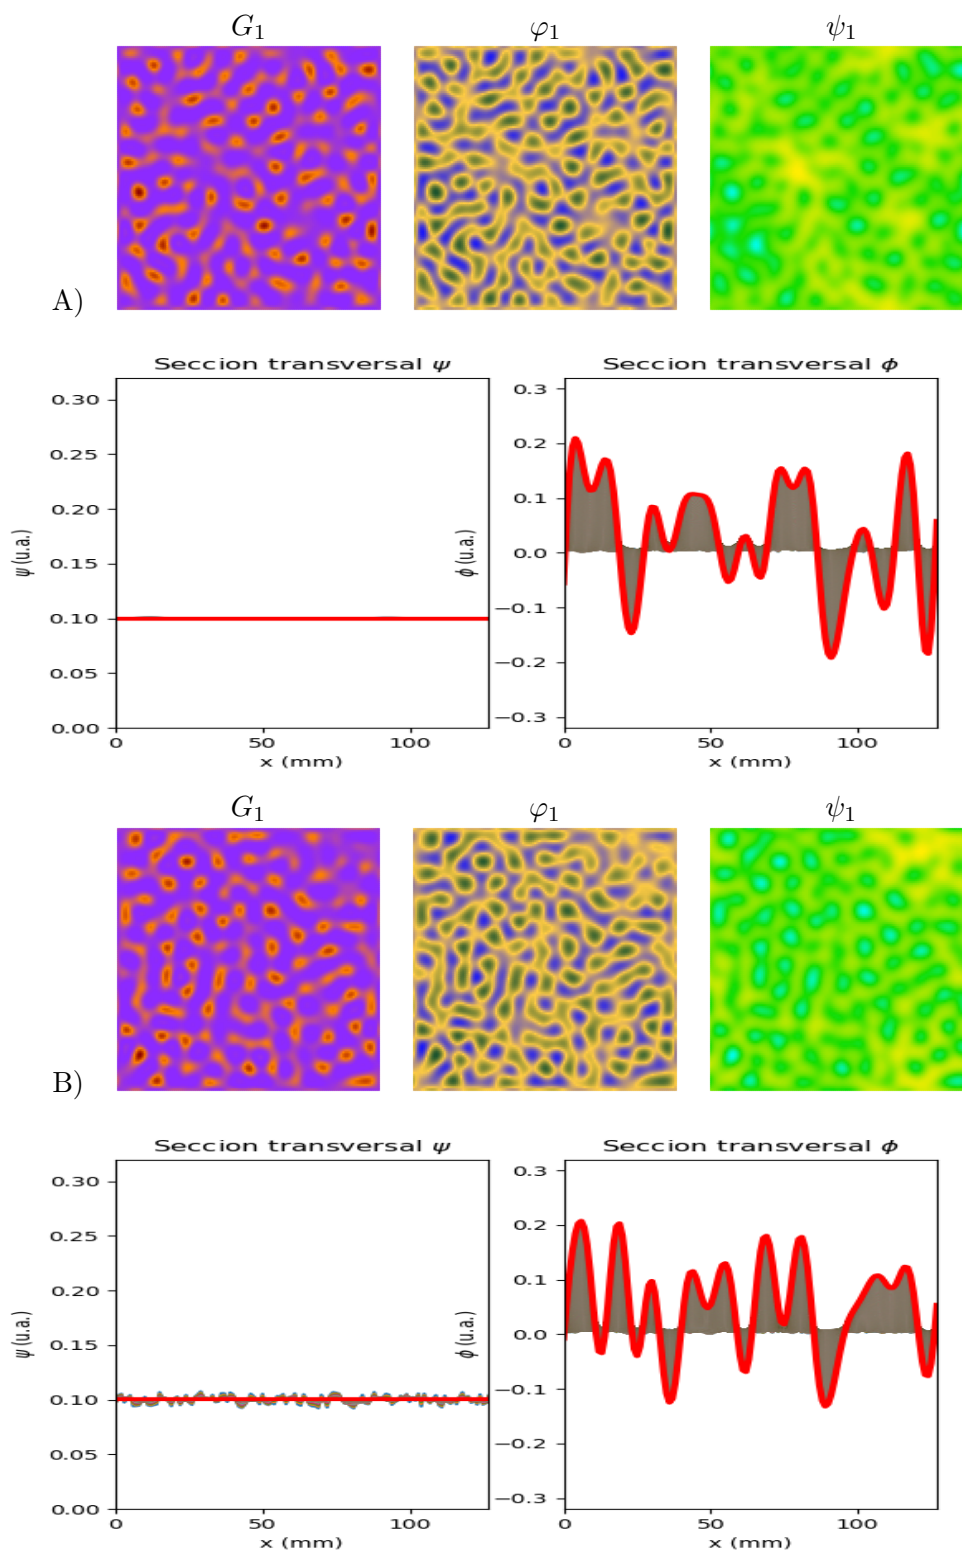 G₁ φ₁ ψ₁
A)
Seccion transversal ψ
0.30
0.25
0.20
0.15
0.10
0.05
0.00
ψ (u.a.)
0 50 100
x (mm)
Seccion transversal ϕ
0.3
0.2
0.1
0.0
−0.1
−0.2
−0.3
ϕ (u.a.)
0 50 100
x (mm)
G₁ φ₁ ψ₁
B)
Seccion transversal ψ
0.30
0.25
0.20
0.15
0.10
0.05
0.00
ψ (u.a.)
0 50 100
x (mm)
Seccion transversal ϕ
0.3
0.2
0.1
0.0
−0.1
−0.2
−0.3
ϕ (u.a.)
0 50 100
x (mm)